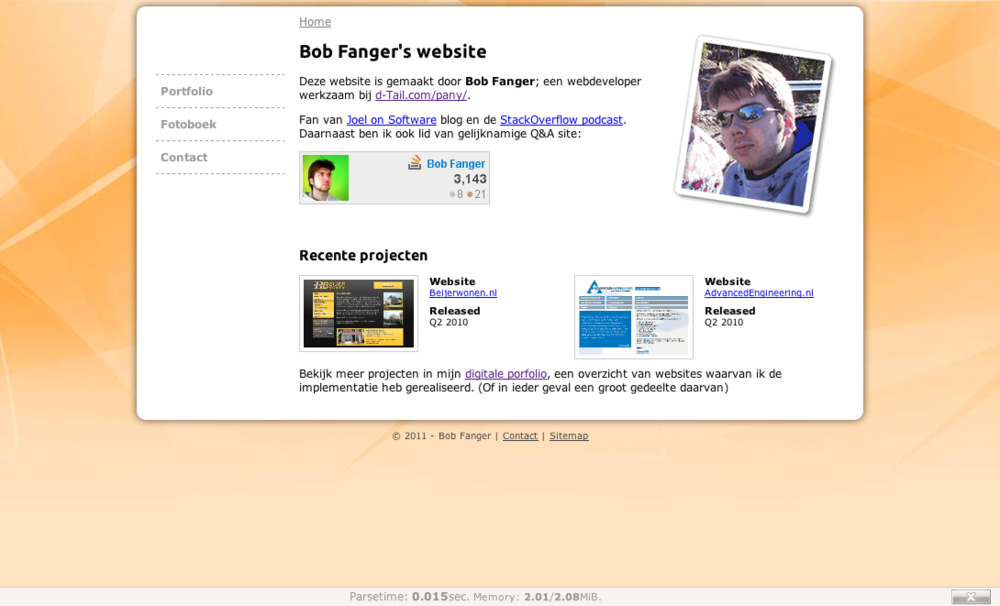 Home
Bob Fanger's website
Portfolio
Fotoboek
Contact
Deze website is gemaakt door Bob Fanger; een webdeveloper
werkzaam bij d-Tail.com/pany/.
Fan van Joel on Software blog en de StackOverflow podcast.
Daarnaast ben ik ook lid van gelijknamige Q&A site:
Bob Fanger
3,143
8 21
Recente projecten
Website
Beijerwonen.nl
Released
Q2 2010
Website
AdvancedEngineering.nl
Released
Q2 2010
Bekijk meer projecten in mijn digitale porfolio, een overzicht van websites waarvan ik de
implementatie heb gerealiseerd. (Of in ieder geval een groot gedeelte daarvan)
© 2011 - Bob Fanger | Contact | Sitemap
Parsetime: 0.015sec. Memory: 2.01/2.08MiB.